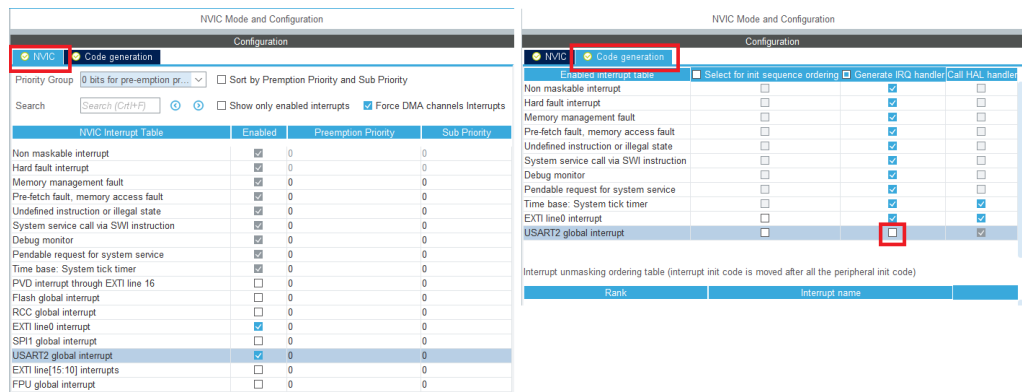 NVIC Mode and Configuration
Configuration
NVIC
Code generation
Priority Group 0 bits for pre-emption pr... Sort by Premption Priority and Sub Priority
Search Search (Crtl+F) Show only enabled interrupts Force DMA channels Interrupts
NVIC Interrupt Table Enabled Preemption Priority Sub Priority
Non maskable interrupt 0 0
Hard fault interrupt 0 0
Memory management fault 0 0
Pre-fetch fault, memory access fault 0 0
Undefined instruction or illegal state 0 0
System service call via SWI instruction 0 0
Debug monitor 0 0
Pendable request for system service 0 0
Time base: System tick timer 0 0
PVD interrupt through EXTI line 16 0 0
Flash global interrupt 0 0
RCC global interrupt 0 0
EXTI line0 interrupt 0 0
SPI1 global interrupt 0 0
USART2 global interrupt 0 0
EXTI line[15:10] interrupts 0 0
FPU global interrupt 0 0
NVIC Mode and Configuration
Configuration
NVIC
Code generation
Enabled interrupt table Select for init sequence ordering Generate IRQ handler Call HAL handler
Non maskable interrupt
Hard fault interrupt
Memory management fault
Pre-fetch fault, memory access fault
Undefined instruction or illegal state
System service call via SWI instruction
Debug monitor
Pendable request for system service
Time base: System tick timer
EXTI line0 interrupt
USART2 global interrupt
Interrupt unmasking ordering table (interrupt init code is moved after all the peripheral init code)
Rank Interrupt name